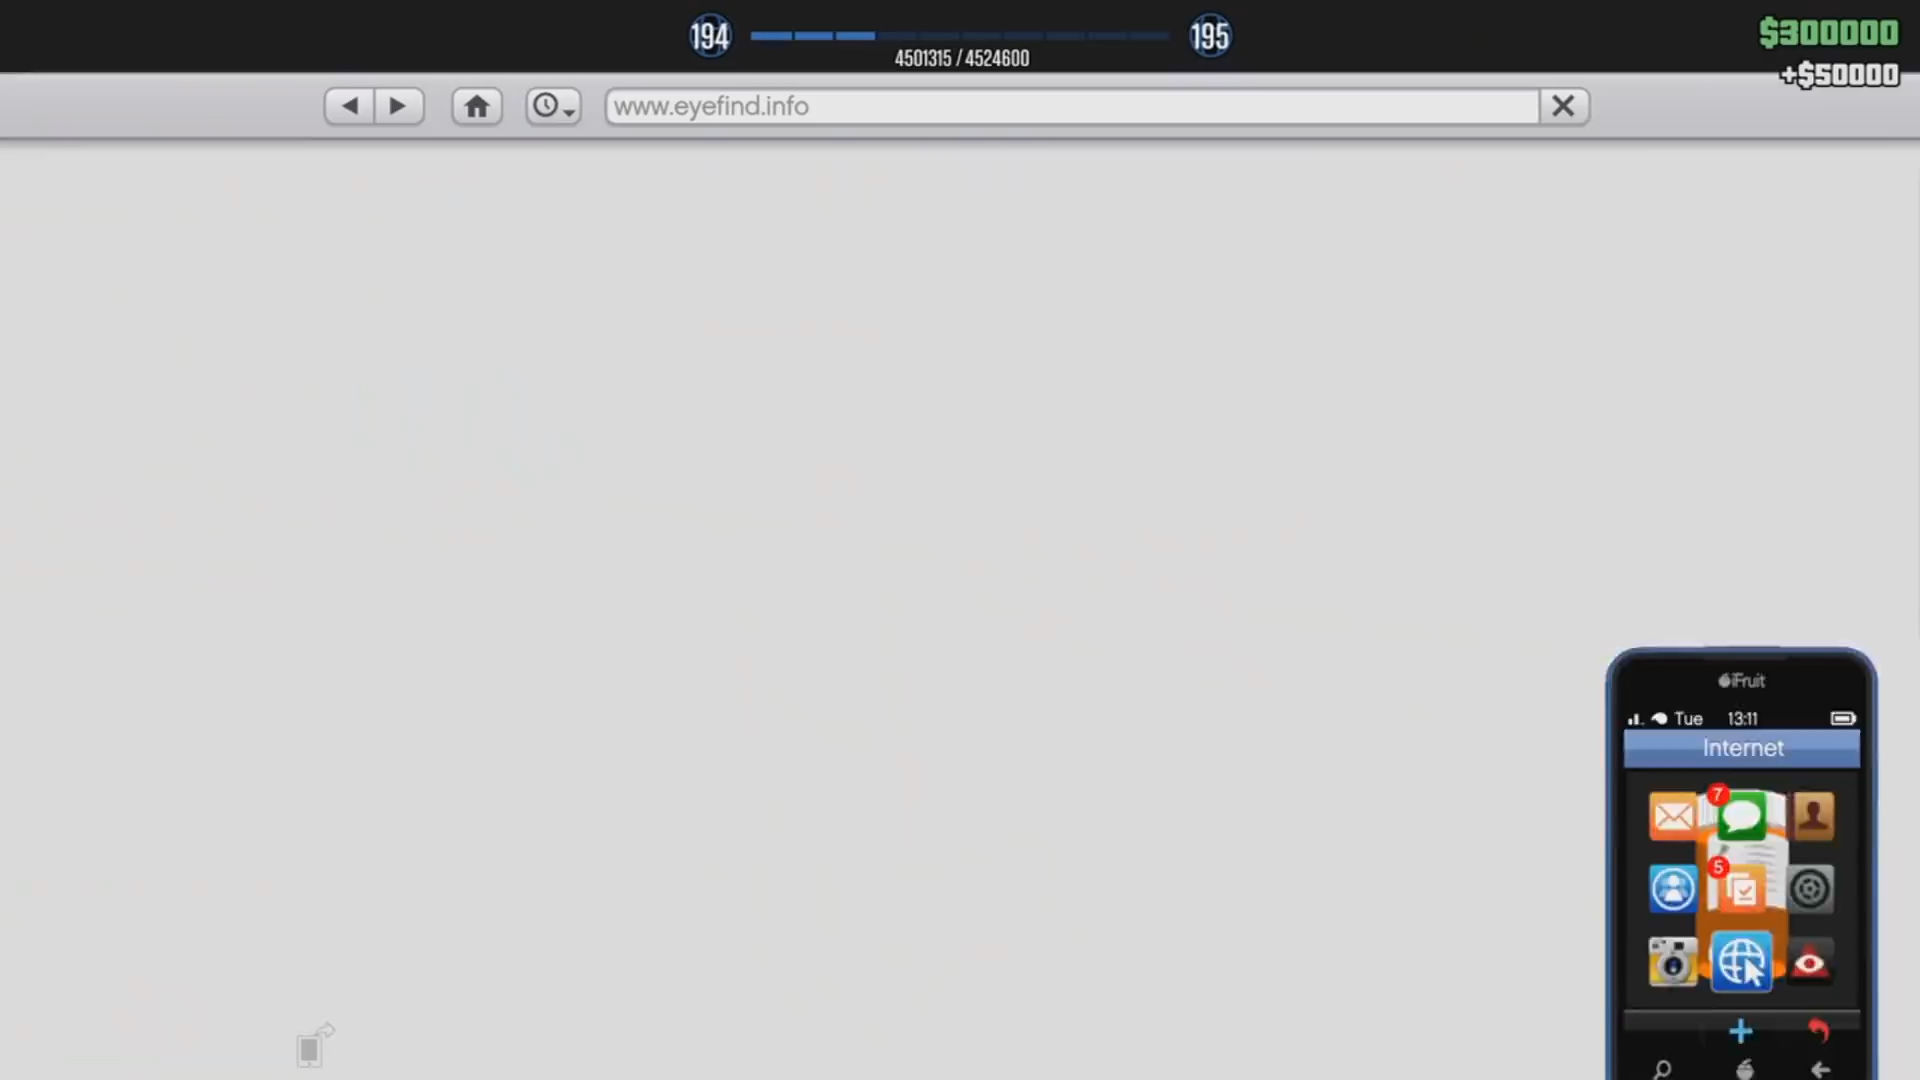 194
195
4501315 / 4524600
$300000
+$50000
www.eyefind.info
iFruit
Tue 13:11
Internet
7
5